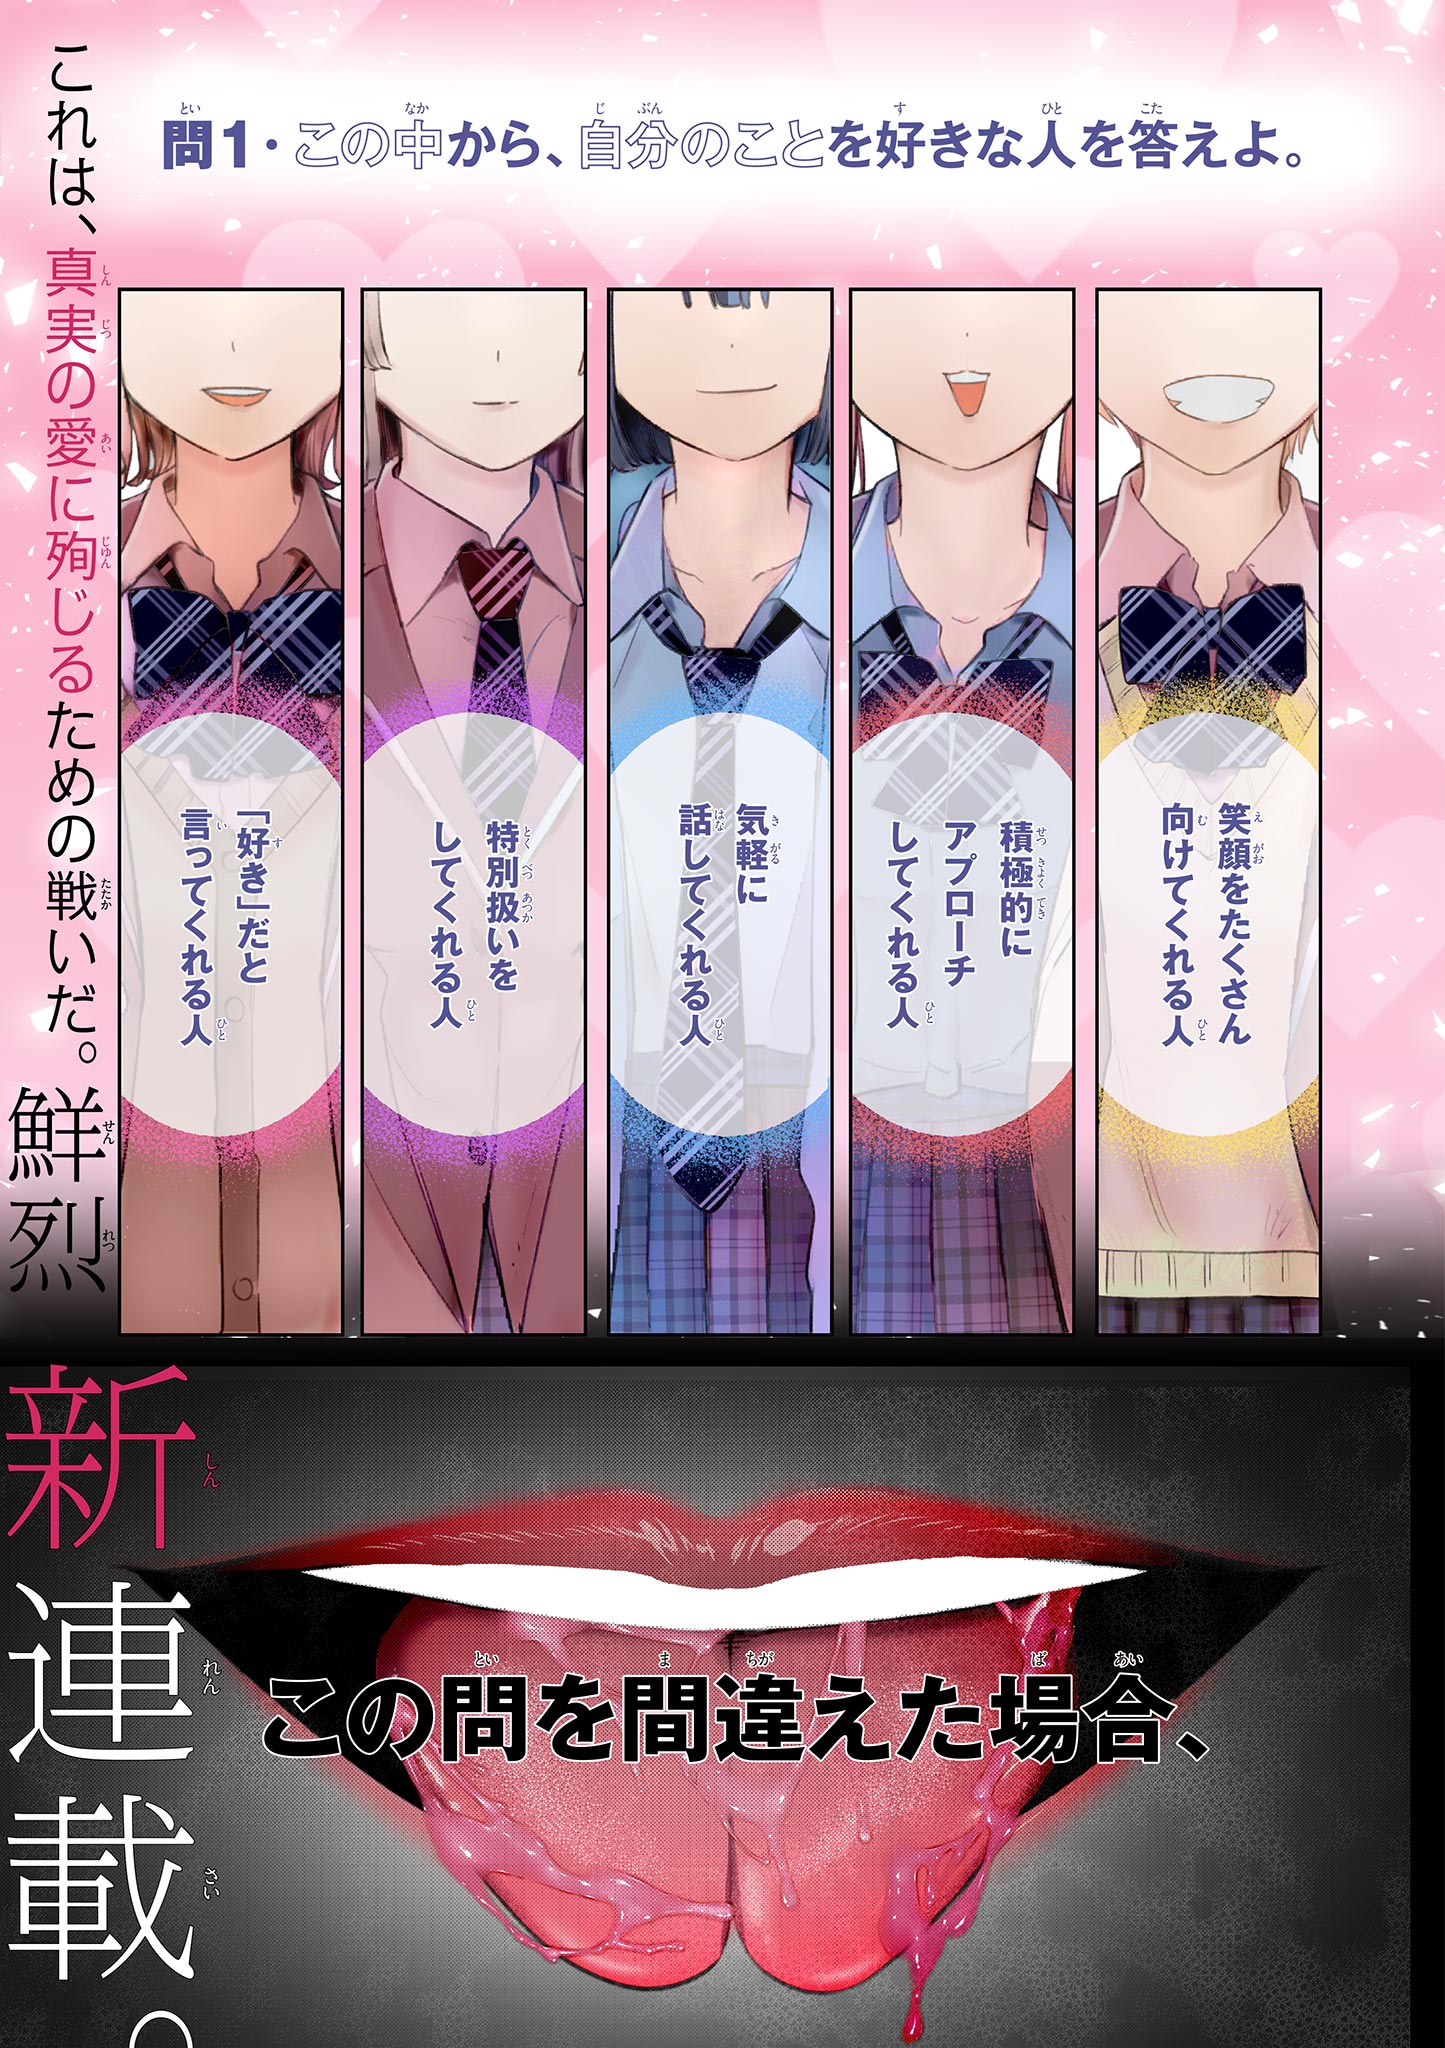 問1・この中から、自分のことを好きな人を答えよ。
笑顔をたくさん
向けてくれる人
積極的に
アプローチ
してくれる人
気軽に
話してくれる人
特別扱いを
してくれる人
「好き」だと
言ってくれる人
これは、真実の愛に殉じるための戦いだ。鮮烈
新連載。
この問を間違えた場合、